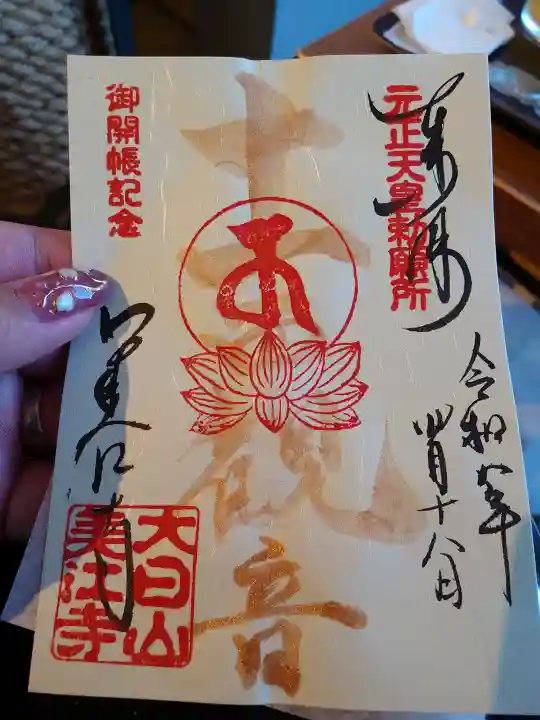 元正天皇勅願所
奉拝
令和六年
四月十八日
十一面観音
御開帳記念
美江寺
大日山
美江寺